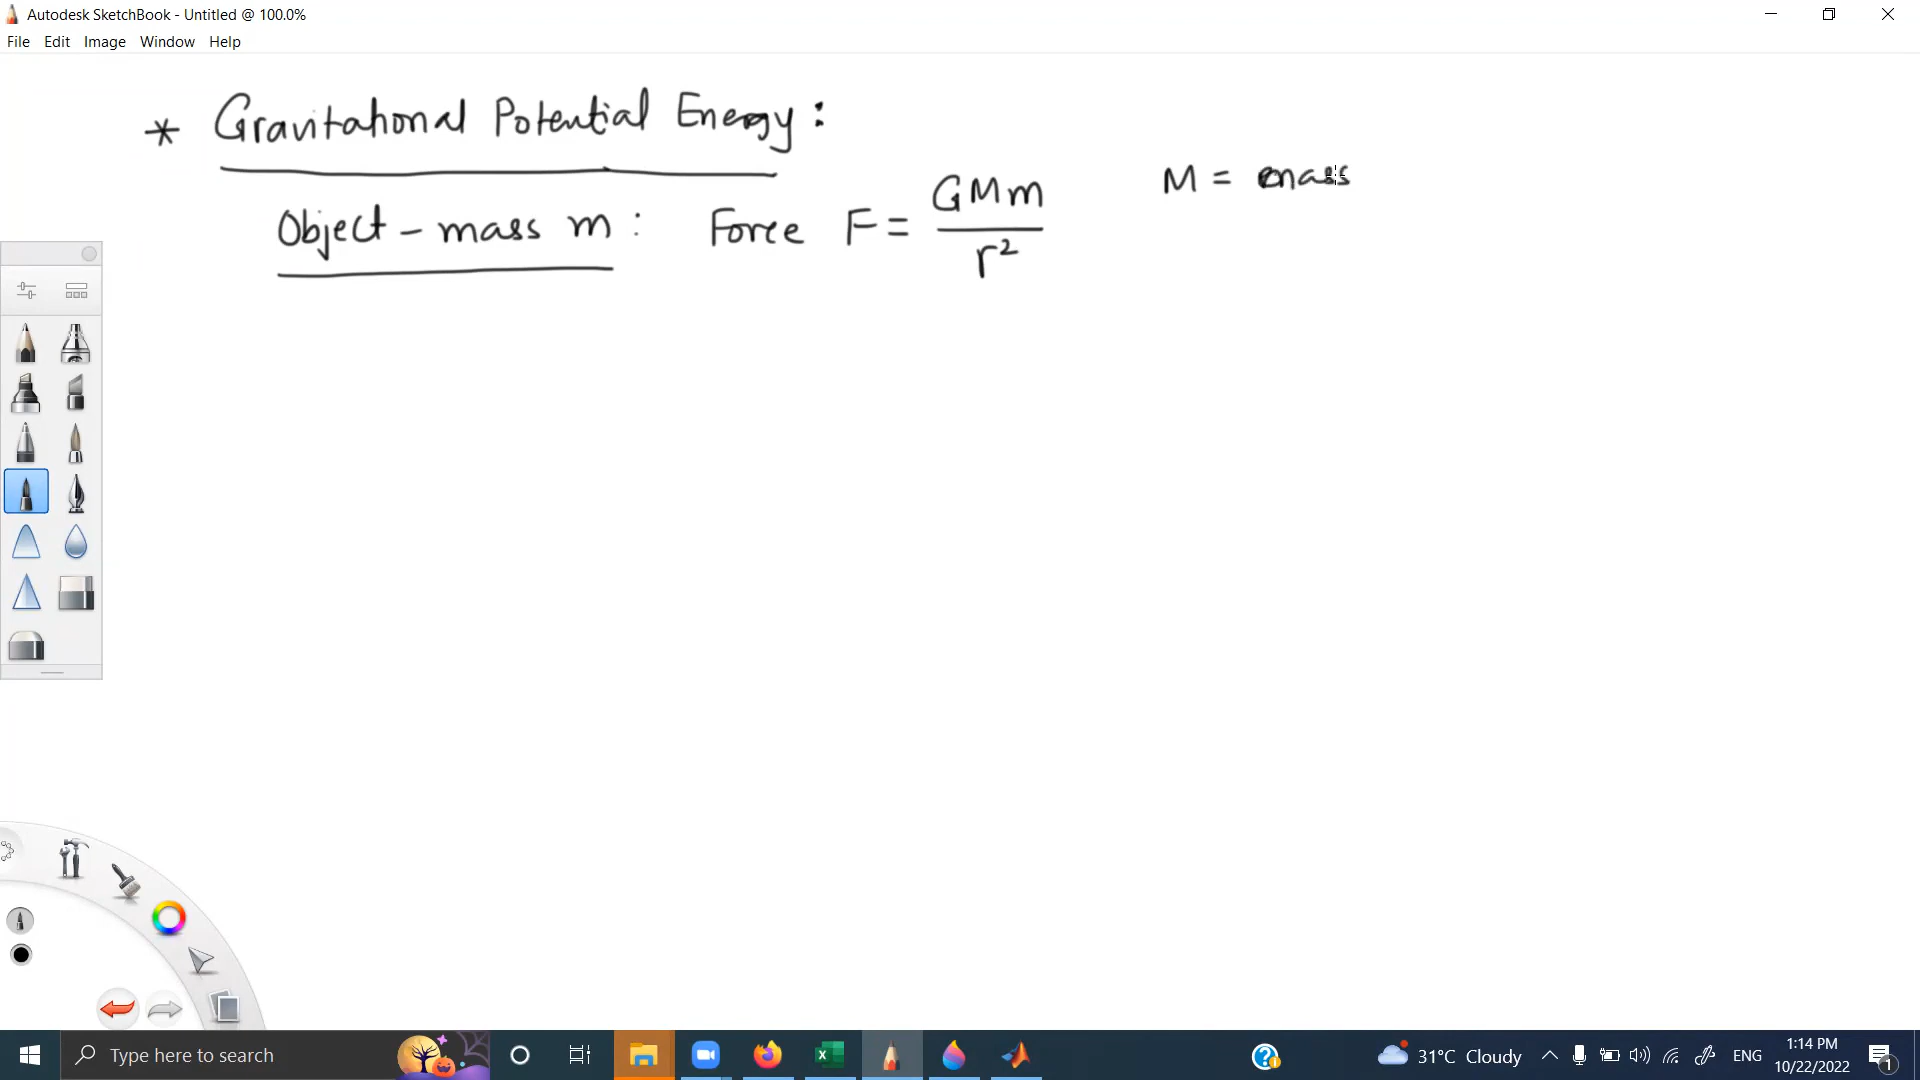 Autodesk SketchBook - Untitled @ 100.0%
File Edit Image Window Help
* Gravitational Potential Energy :
M = mass
Object - mass m : Force F = GMm / r²
Type here to search
31°C Cloudy
ENG
1:14 PM
10/22/2022
1